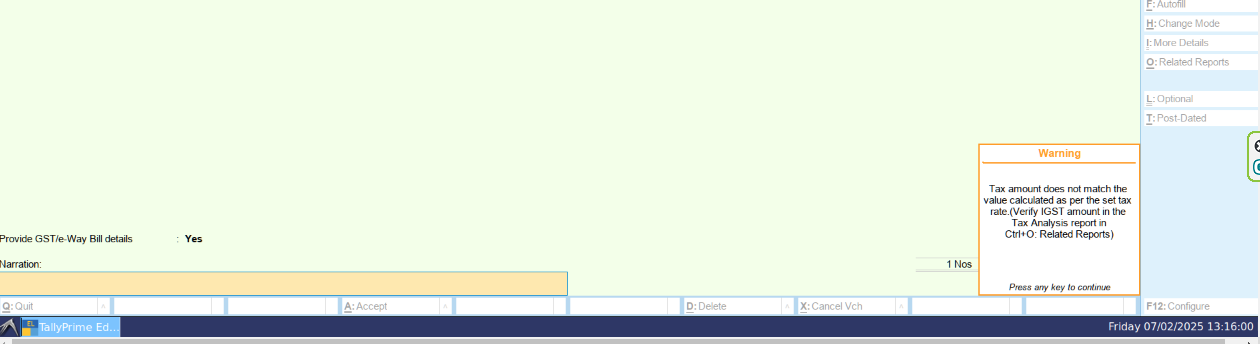 F: Autofill
H: Change Mode
I: More Details
O: Related Reports
L: Optional
T: Post-Dated
Warning
Tax amount does not match the
value calculated as per the set tax
rate.(Verify IGST amount in the
Tax Analysis report in
Ctrl+O: Related Reports)
Provide GST/e-Way Bill details : Yes
Narration:
1 Nos
Press any key to continue
Q: Quit ^ A: Accept ^ D: Delete ^ X: Cancel Vch ^ F12: Configure
EL TallyPrime Ed... Friday 07/02/2025 13:16:00